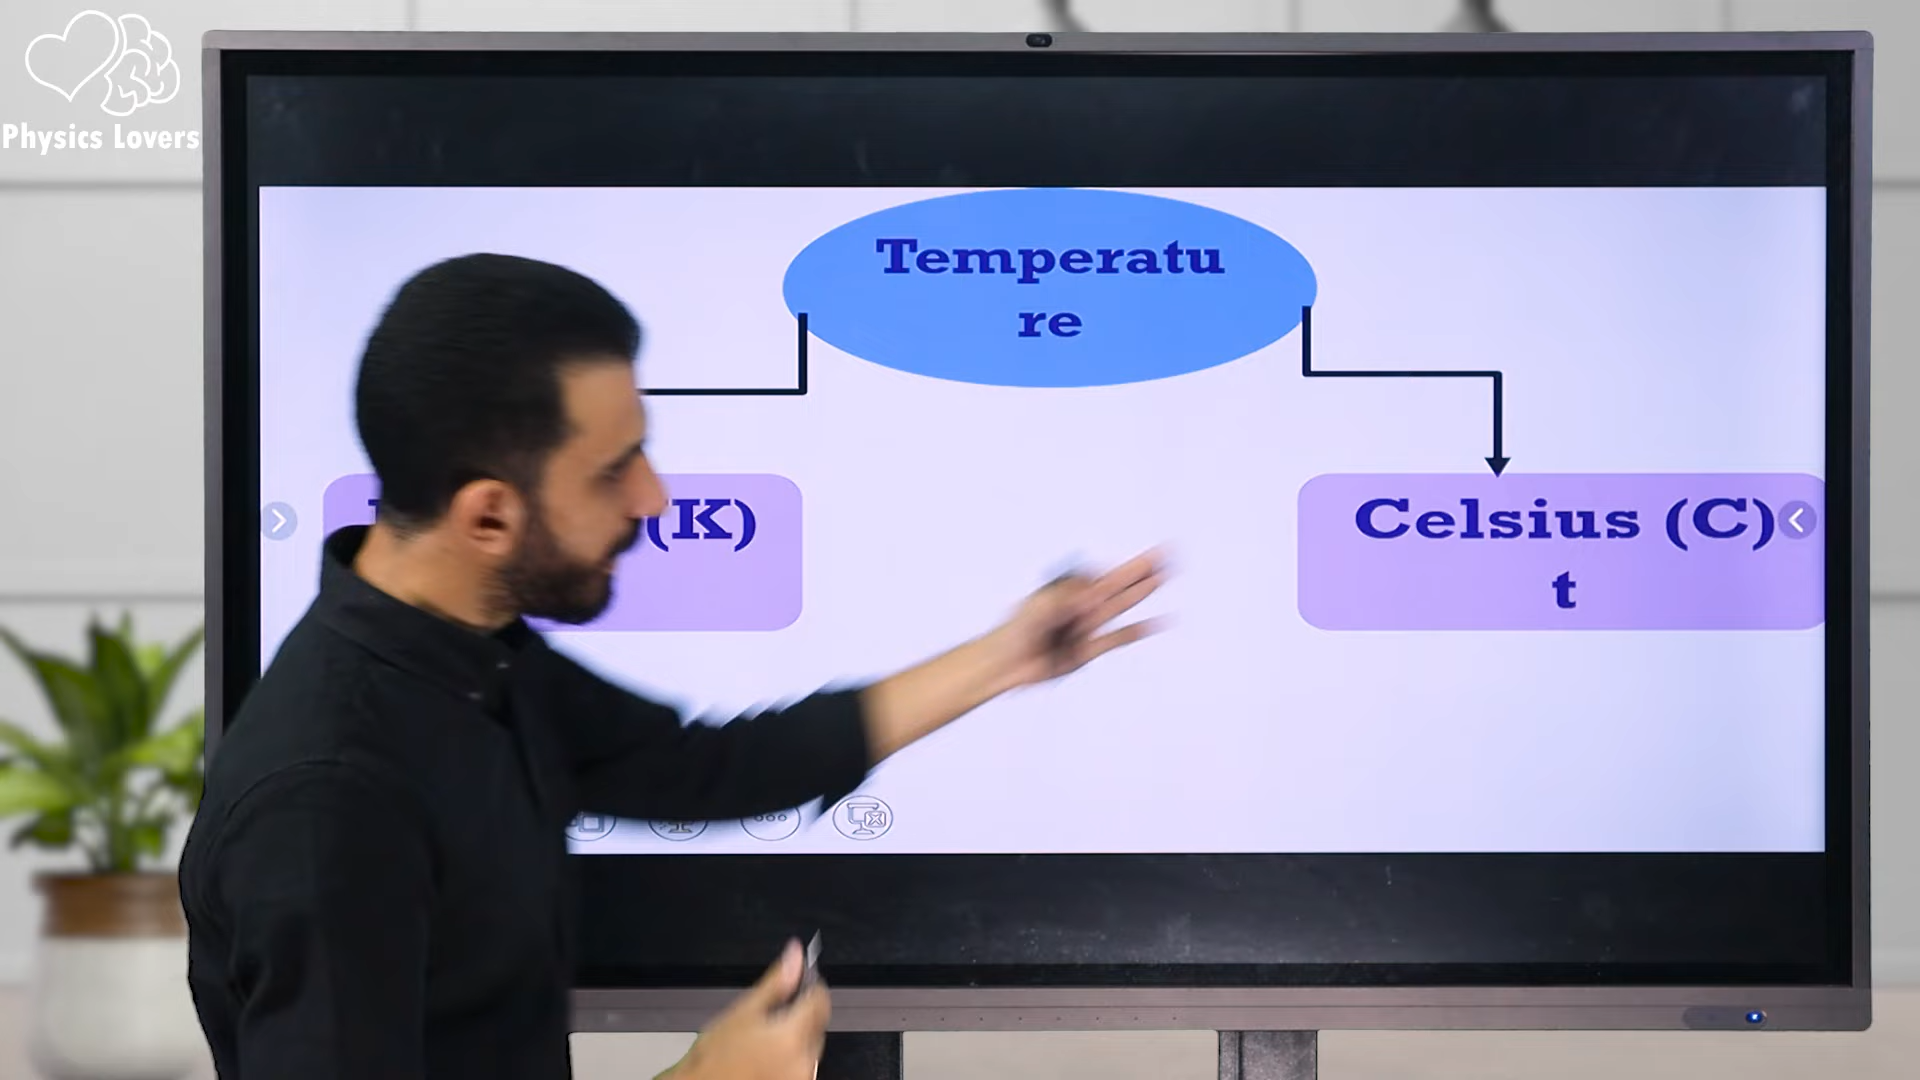 Physics Lovers
Temperatu
re
(K)
Celsius (C)
t